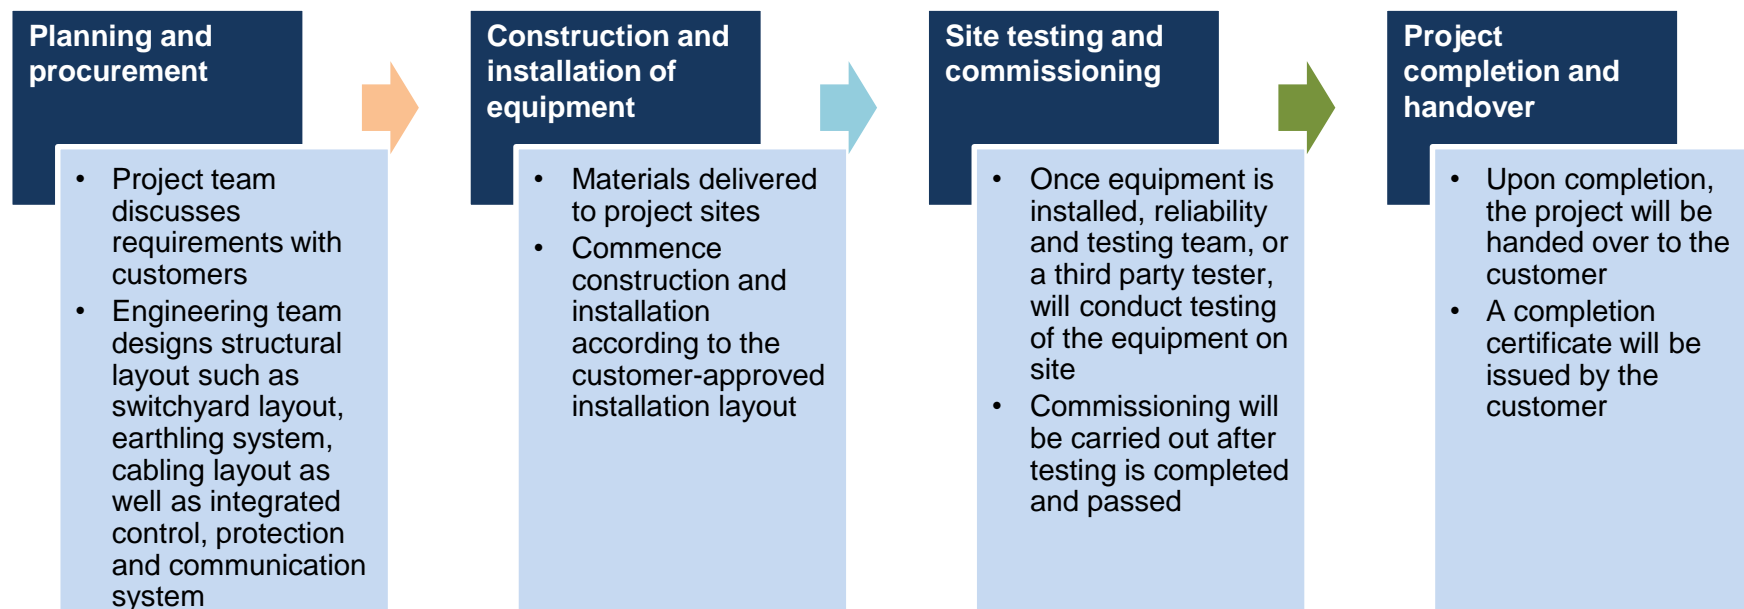 Planning and
procurement
• Project team
discusses
requirements with
customers
• Engineering team
designs structural
layout such as
switchyard layout,
earthling system,
cabling layout as
well as integrated
control, protection
and communication
system
Construction and
installation of
equipment
• Materials delivered
to project sites
• Commence
construction and
installation
according to the
customer-approved
installation layout
Site testing and
commissioning
• Once equipment is
installed, reliability
and testing team, or
a third party tester,
will conduct testing
of the equipment on
site
• Commissioning will
be carried out after
testing is completed
and passed
Project
completion and
handover
• Upon completion,
the project will be
handed over to the
customer
• A completion
certificate will be
issued by the
customer